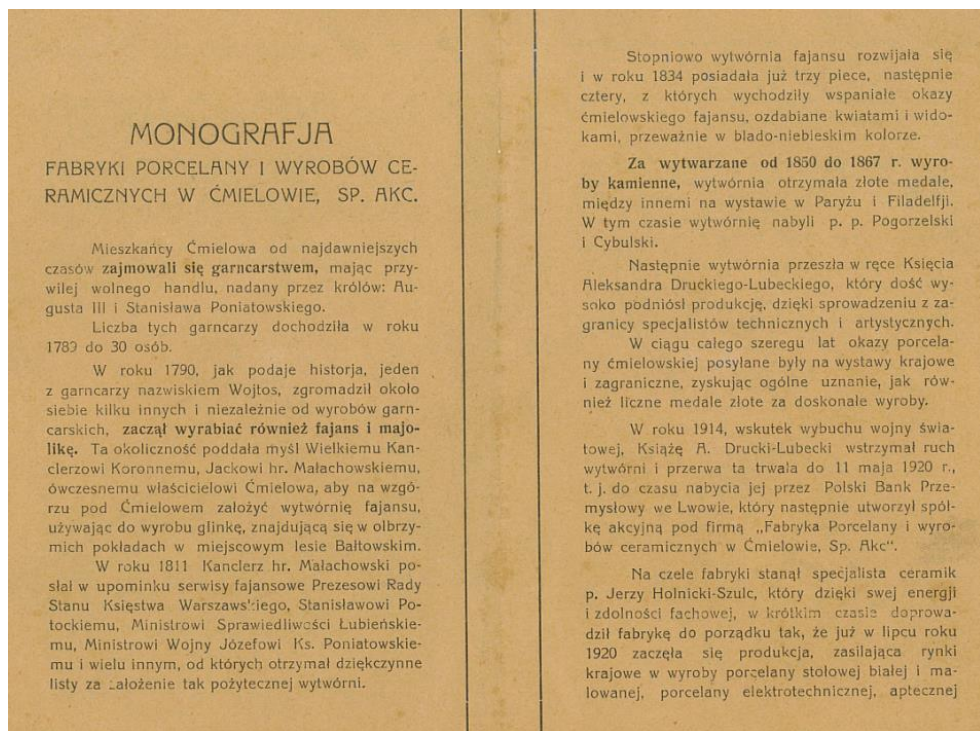 MONOGRAFJA
FABRYKI PORCELANY I WYROBÓW CE-
RAMICZNYCH W ĆMIELOWIE, SP. AKC.
Mieszkańcy Ćmielowa od najdawniejszych
czasów zajmowali się garncarstwem, mając przy-
wilej wolnego handlu, nadany przez królów: Au-
gusta III i Stanisława Poniatowskiego.
Liczba tych garncarzy dochodziła w roku
1789 do 30 osób.
W roku 1790, jak podaje historja, jeden
z garncarzy nazwiskiem Wojtos, zgromadził około
siebie kilku innych i niezależnie od wyrobów garn-
carskich, zaczął wyrabiać również fajans i majo-
likę. Ta okoliczność poddała myśl Wielkiemu Kan-
clerzowi Koronnemu, Jackowi hr. Małachowskiemu,
ówczesnemu właścicielowi Ćmielowa, aby na wzgó-
rzu pod Ćmielowem założyć wytwórnię fajansu,
używając do wyrobu glinkę, znajdującą się w olbrzy-
mich pokładach w miejscowym lesie Bałtowskim.
W roku 1811 Kanclerz hr. Małachowski po-
słał w upominku serwisy fajansowe Prezesowi Rady
Stanu Księstwa Warszawskiego, Stanisławowi Po-
tockiemu, Ministrowi Sprawiedliwości Łubieńskie-
mu, Ministrowi Wojny Józefowi Ks. Poniatowskie-
mu i wielu innym, od których otrzymał dziękczynne
listy za założenie tak pożytecznej wytwórni.
Stopniowo wytwórnia fajansu rozwijała się
i w roku 1834 posiadała już trzy piece, następnie
cztery, z których wychodziły wspaniałe okazy
ćmielowskiego fajansu, ozdabiane kwiatami i wido-
kami, przeważnie w blado-niebieskim kolorze.
Za wytwarzane od 1850 do 1867 r. wyro-
by kamienne, wytwórnia otrzymała złote medale,
między innemi na wystawie w Paryżu i Filadelfji.
W tym czasie wytwórnię nabyli p. p. Pogorzelski
i Cybulski.
Następnie wytwórnia przeszła w ręce Księcia
Aleksandra Druckiego-Lubeckiego, który dość wy-
soko podniósł produkcję, dzięki sprowadzeniu z za-
granicy specjalistów technicznych i artystycznych.
W ciągu całego szeregu lat okazy porcela-
ny ćmielowskiej posyłane były na wystawy krajowe
i zagraniczne, zyskując ogólne uznanie, jak rów-
nież liczne medale złote za doskonałe wyroby.
W roku 1914, wskutek wybuchu wojny świa-
towej, Książę A. Drucki-Lubecki wstrzymał ruch
wytwórni i przerwa ta trwała do 11 maja 1920 r.,
t. j. do czasu nabycia jej przez Polski Bank Prze-
mysłowy we Lwowie, który następnie utworzył spół-
kę akcyjną pod firmą „Fabryka Porcelany i wyro-
bów ceramicznych w Ćmielowie, Sp. Akc".
Na czele fabryki stanął specjalista ceramik
p. Jerzy Holnicki-Szulc, który dzięki swej energji
i zdolności fachowej, w krótkim czasie doprowa-
dził fabrykę do porządku tak, że już w lipcu roku
1920 zaczęła się produkcja, zasilająca rynki
krajowe w wyroby porcelany stołowej białej i ma-
lowanej, porcelany elektrotechnicznej, aptecznej